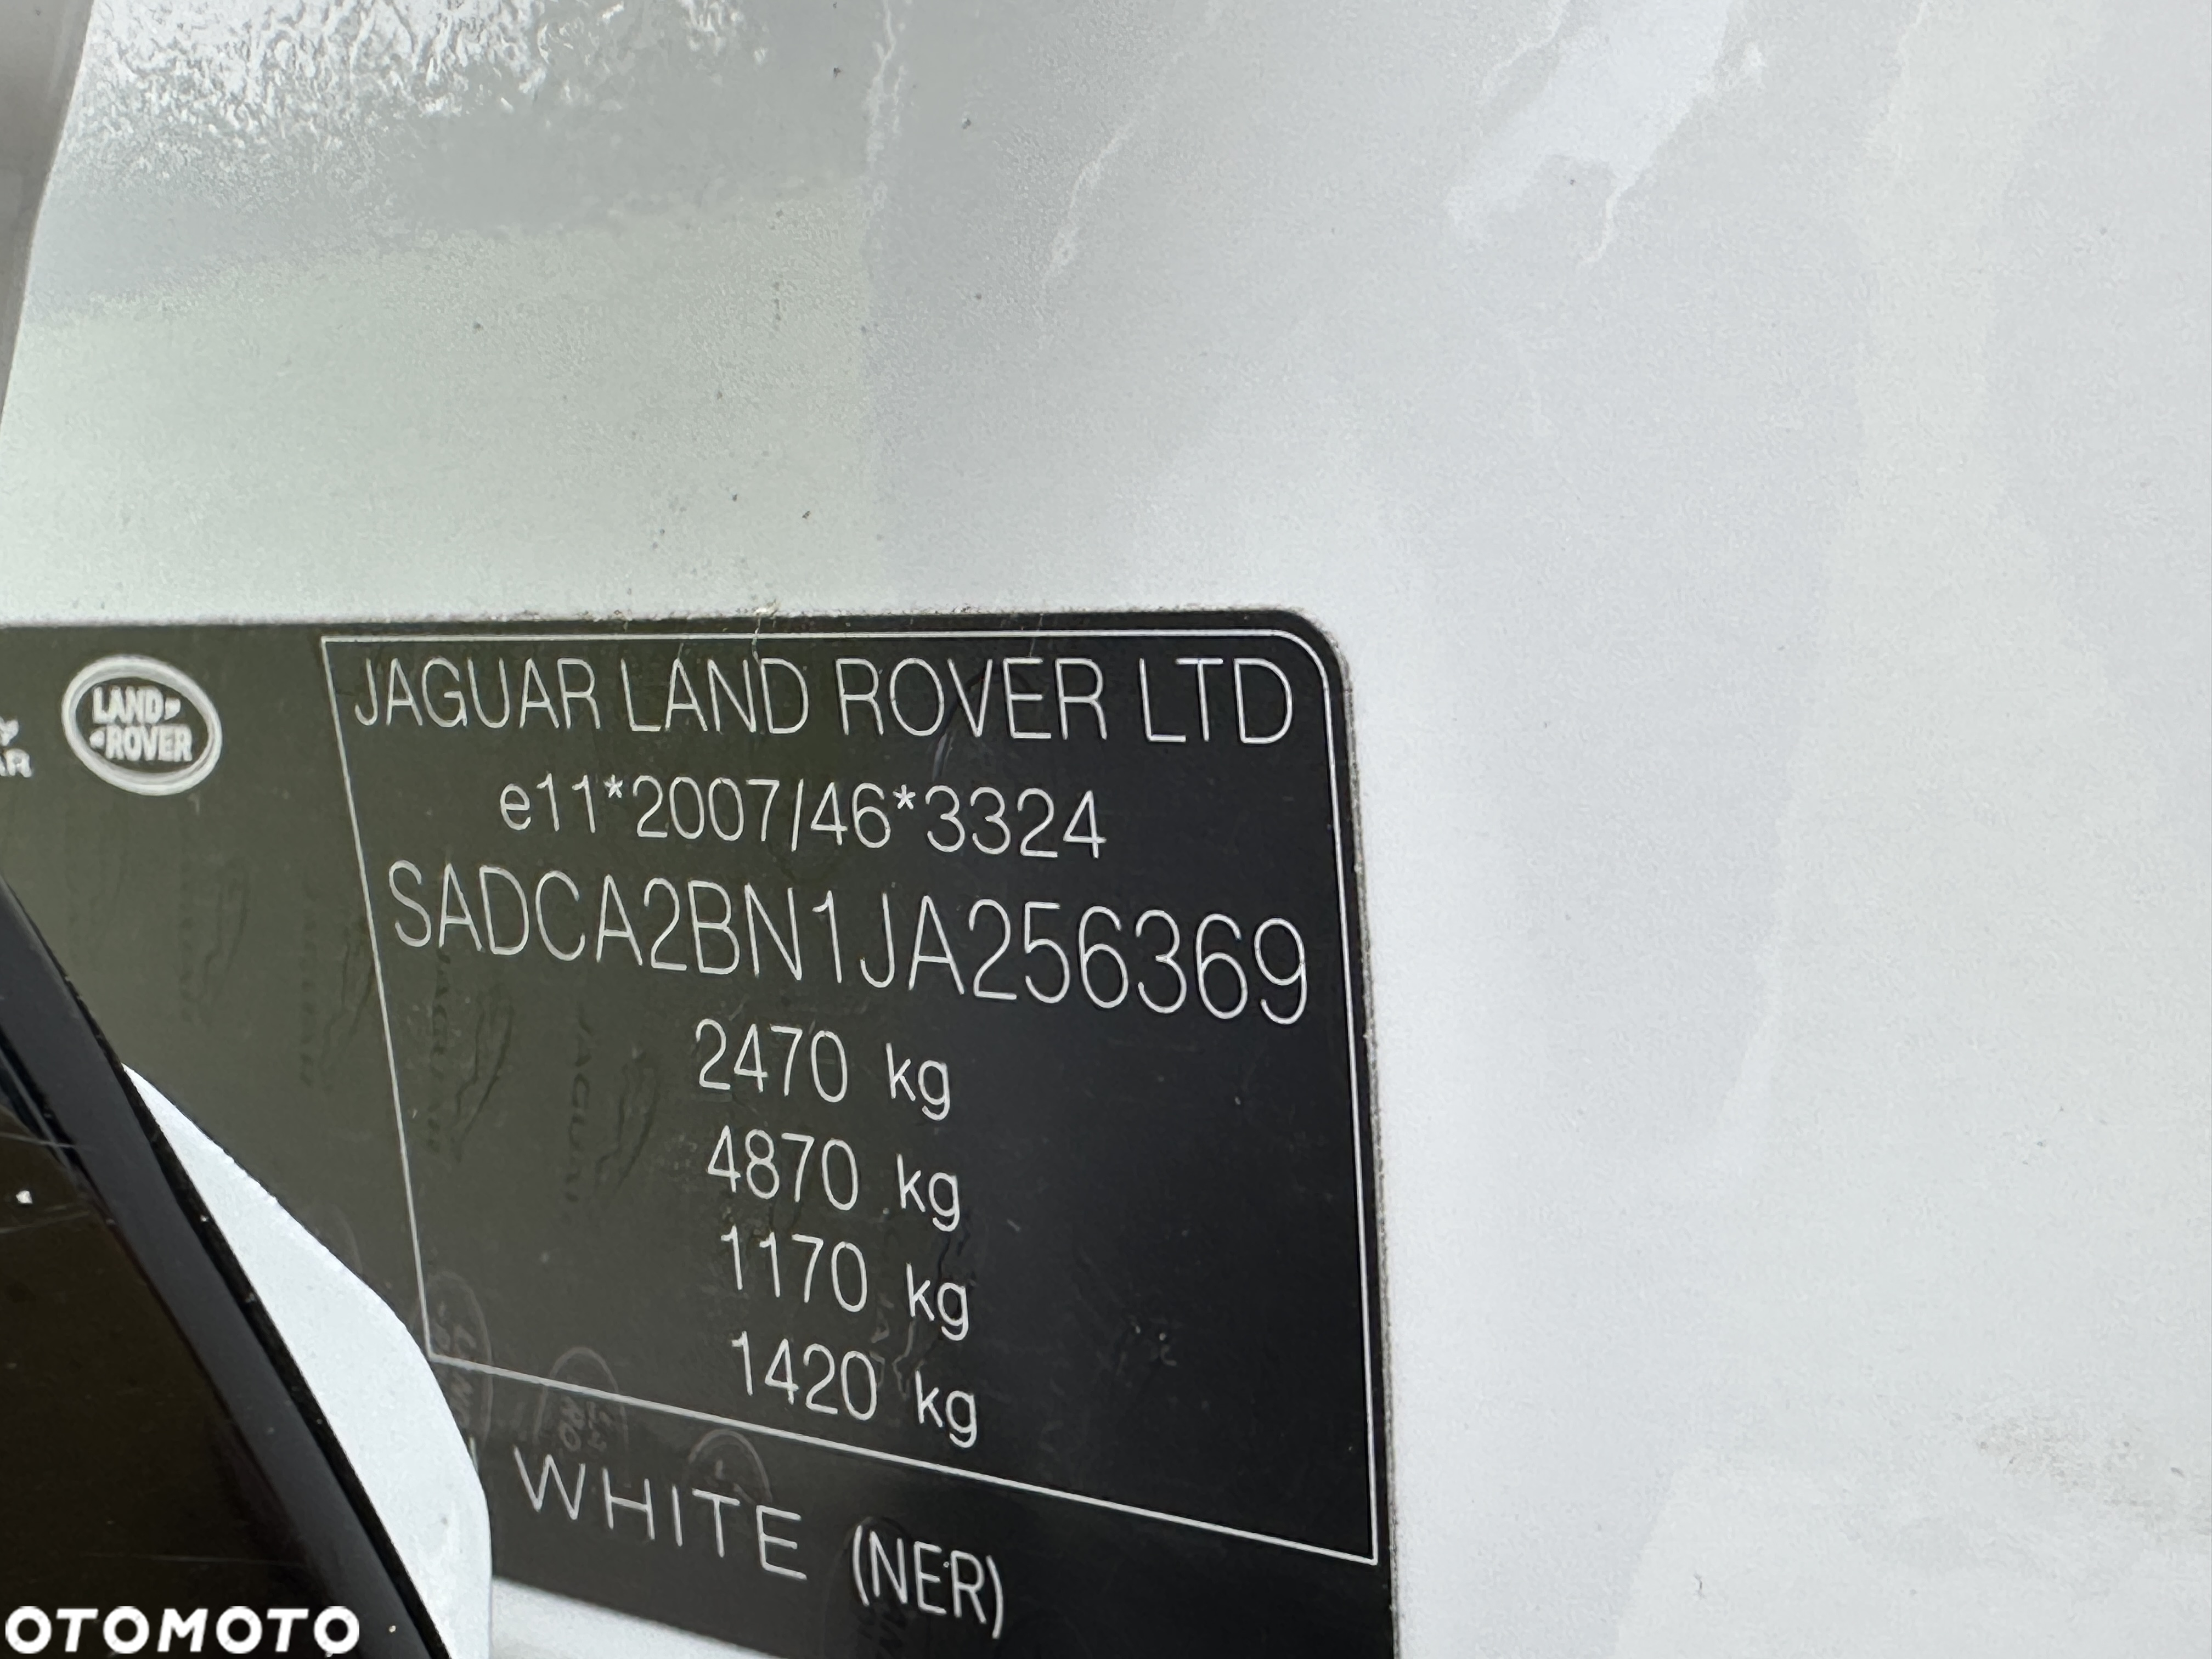 LAND
ROVER
JAGUAR LAND ROVER LTD
e11*2007/46*3324
SADCA2BN1JA256369
2470 kg
4870 kg
1170 kg
1420 kg
WHITE (NER)
OTOMOTO